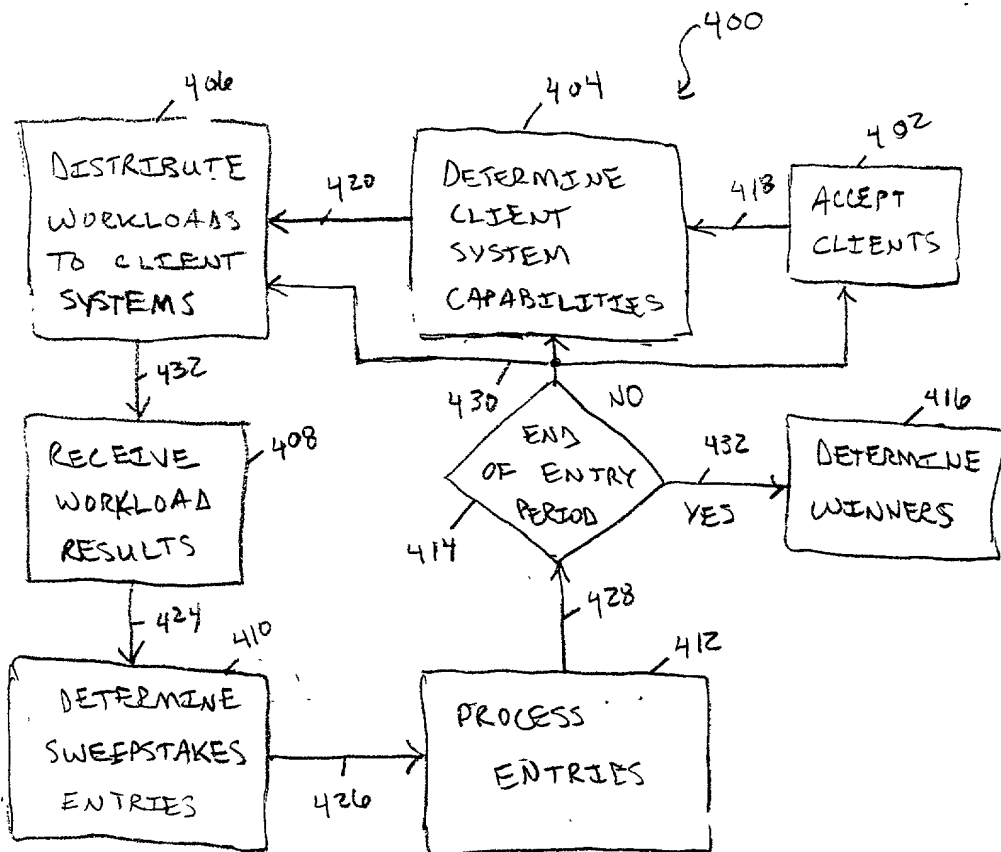 400
406
DISTRIBUTE
WORKLOADS
TO CLIENT
SYSTEMS
420
404
DETERMINE
CLIENT
SYSTEM
CAPABILITIES
418
402
ACCEPT
CLIENTS
432
430
NO
RECEIVE
WORKLOAD
RESULTS
408
END
OF ENTRY
PERIOD
414
432
YES
416
DETERMINE
WINNERS
424
428
410
DETERMINE
SWEEPSTAKES
ENTRIES
426
412
PROCESS
ENTRIES